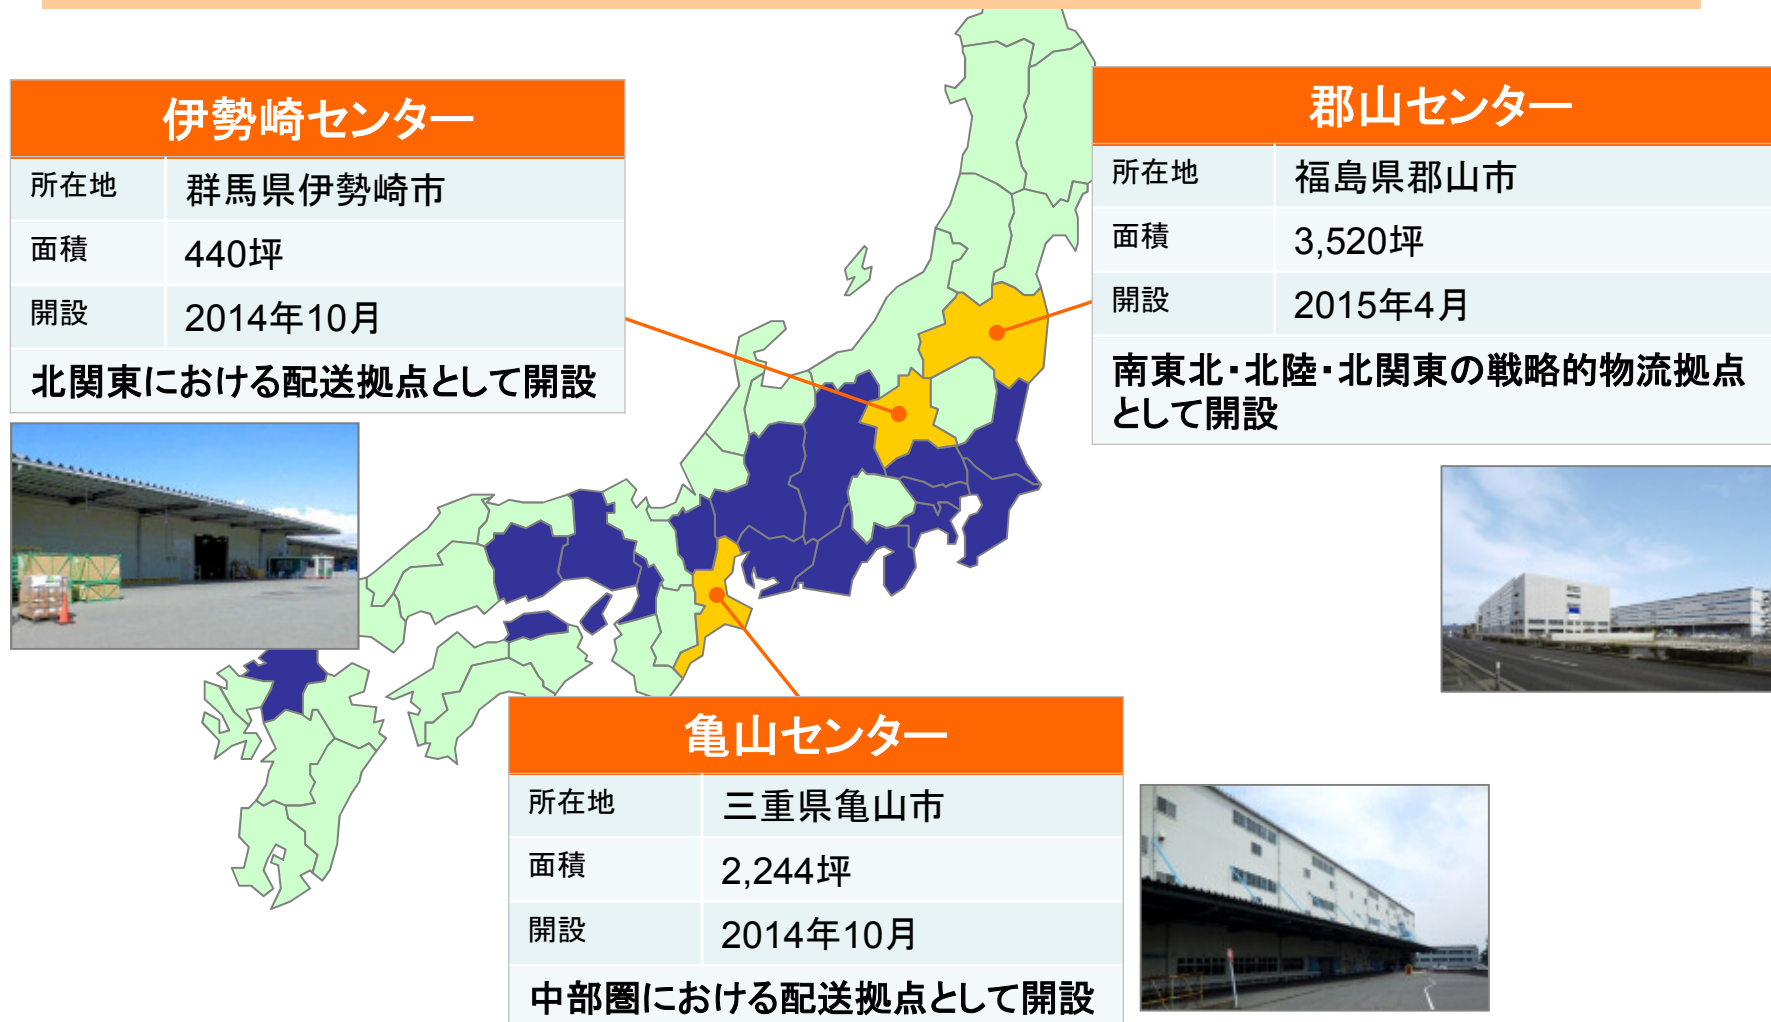 伊勢崎センター
所在地 群馬県伊勢崎市
面積 440坪
開設 2014年10月
北関東における配送拠点として開設
郡山センター
所在地 福島県郡山市
面積 3,520坪
開設 2015年4月
南東北・北陸・北関東の戦略的物流拠点
として開設
亀山センター
所在地 三重県亀山市
面積 2,244坪
開設 2014年10月
中部圏における配送拠点として開設